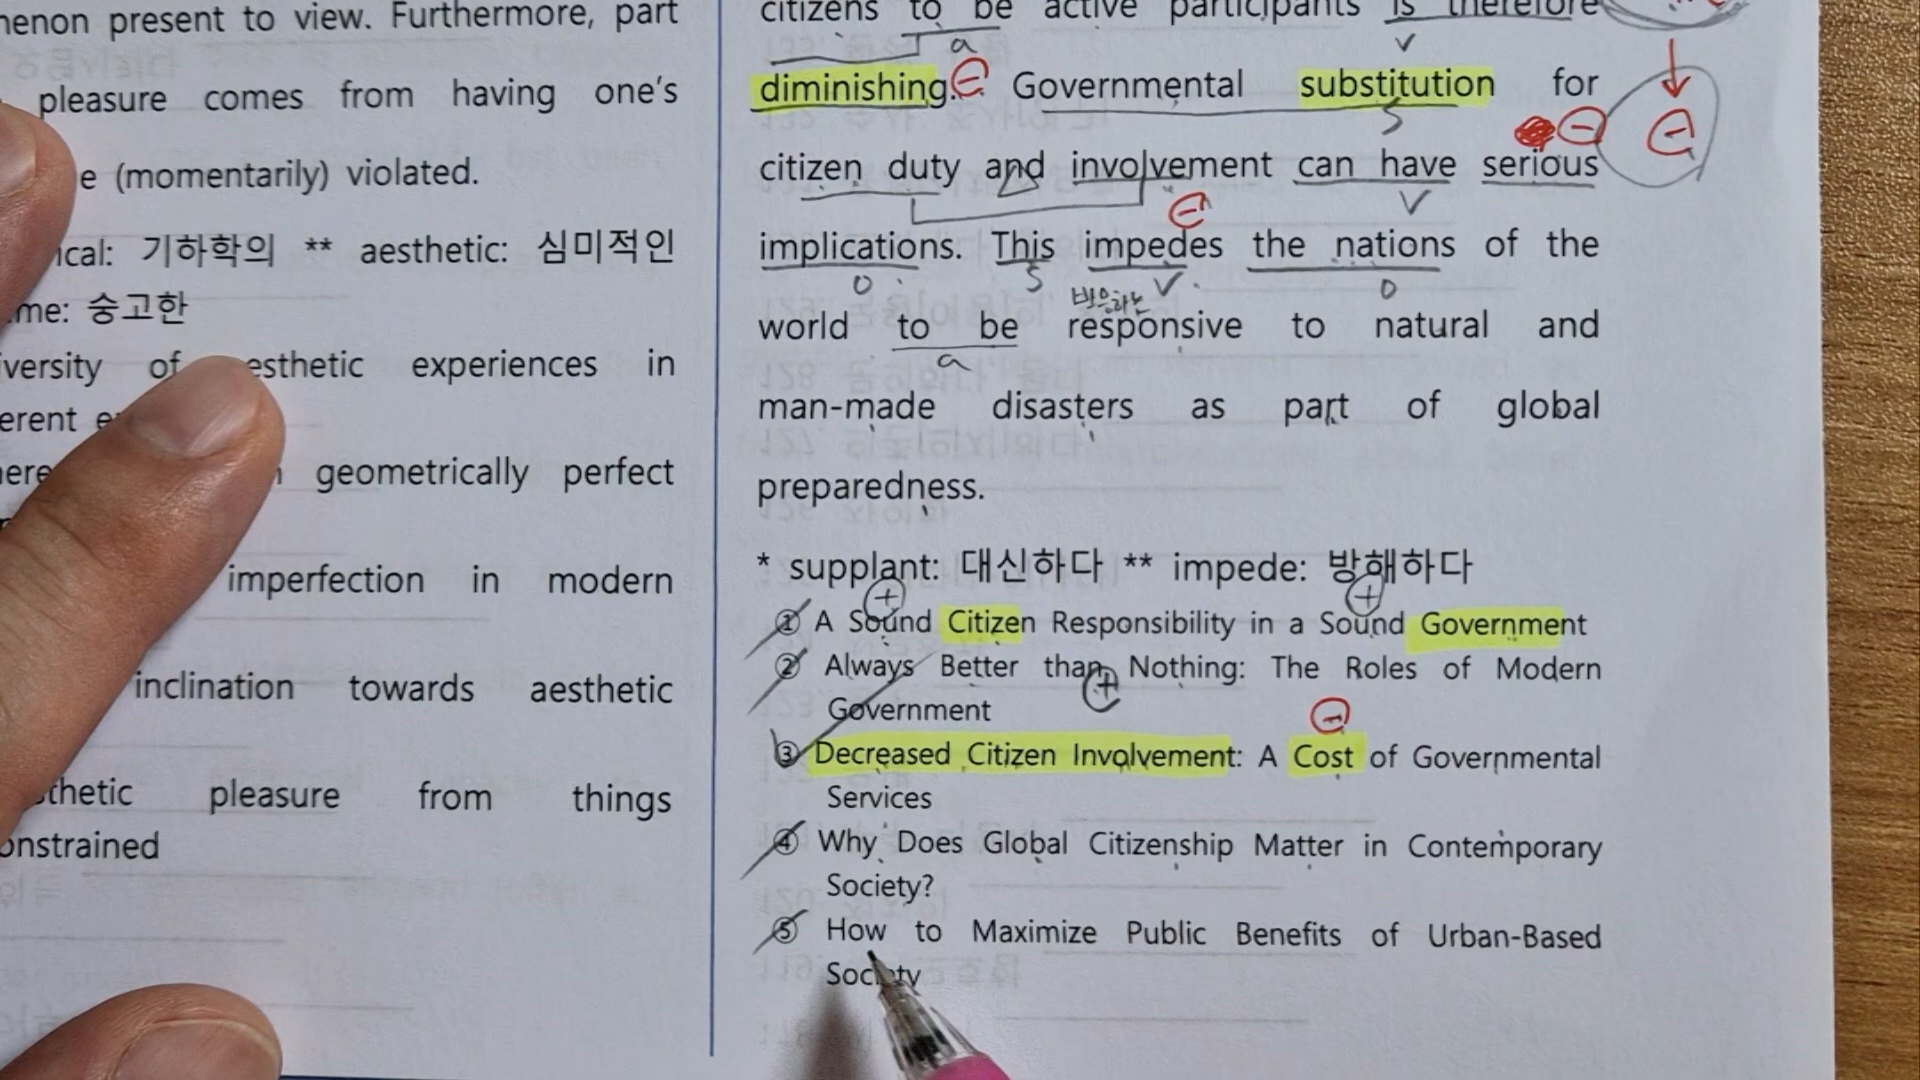 enon present to view. Furthermore, part
pleasure comes from having one's
e (momentarily) violated.
ical: 기하학의 ** aesthetic: 심미적인
me: 숭고한
versity of esthetic experiences in
erent
here geometrically perfect
imperfection in modern
inclination towards aesthetic
thetic pleasure from things
onstrained
citizens to be active participants is therefore
a v
diminishing. Governmental substitution for
s
citizen duty and involvement can have serious
v
implications. This impedes the nations of the
o s v o
반응하는
world to be responsive to natural and
a
man-made disasters as part of global
preparedness.
* supplant: 대신하다 ** impede: 방해하다
① A Sound Citizen Responsibility in a Sound Government
② Always Better than Nothing: The Roles of Modern
Government
③ Decreased Citizen Involvement: A Cost of Governmental
Services
④ Why Does Global Citizenship Matter in Contemporary
Society?
⑤ How to Maximize Public Benefits of Urban-Based
Society